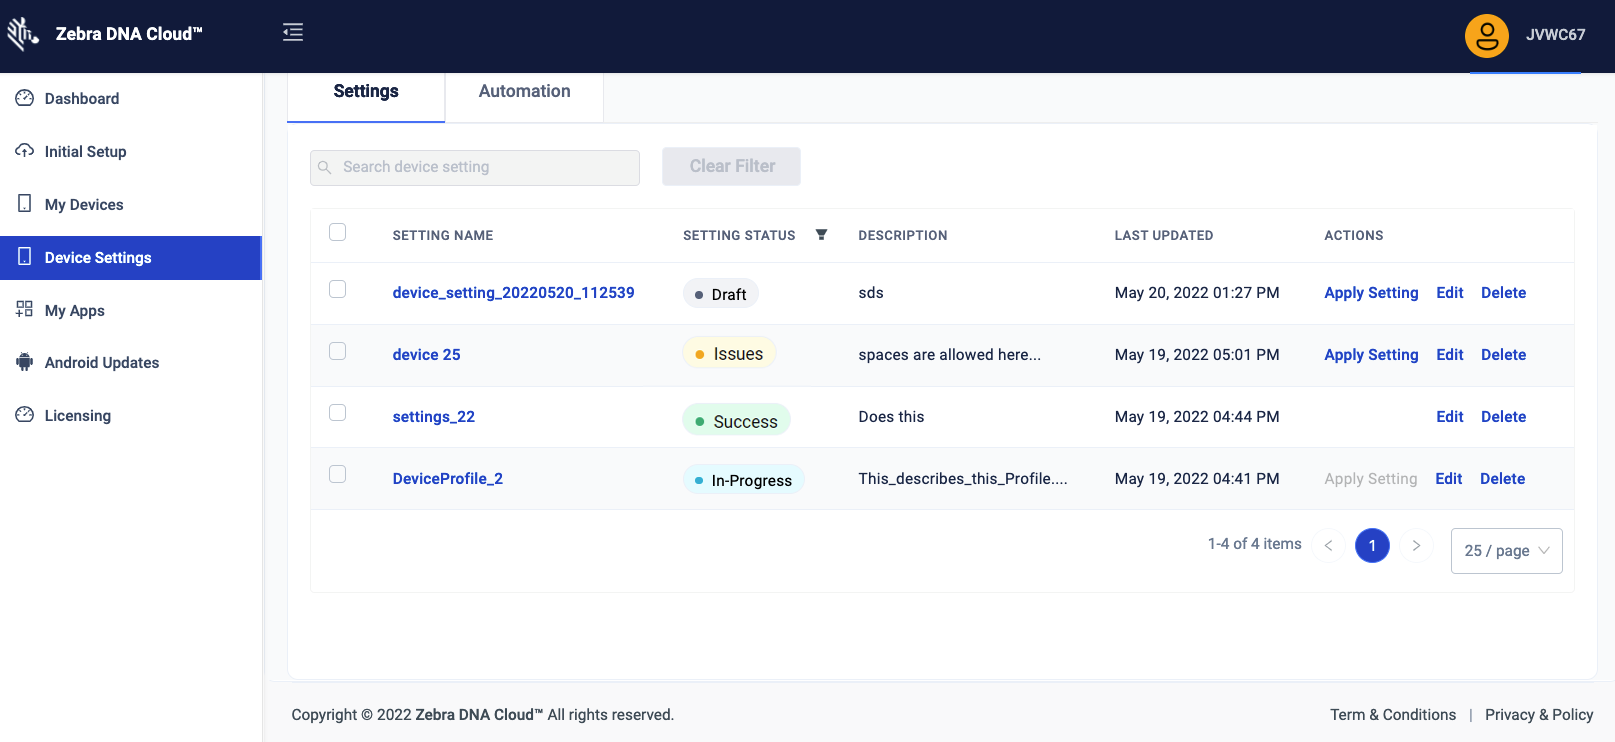 Zebra DNA Cloud™
JVWC67
Dashboard
Initial Setup
My Devices
Device Settings
My Apps
Android Updates
Licensing
Settings
Automation
Search device setting
Clear Filter
SETTING NAME SETTING STATUS DESCRIPTION LAST UPDATED ACTIONS
device_setting_20220520_112539 Draft sds May 20, 2022 01:27 PM Apply Setting Edit Delete
device 25 Issues spaces are allowed here... May 19, 2022 05:01 PM Apply Setting Edit Delete
settings_22 Success Does this May 19, 2022 04:44 PM Edit Delete
DeviceProfile_2 In-Progress This_describes_this_Profile.... May 19, 2022 04:41 PM Apply Setting Edit Delete
1-4 of 4 items < 1 > 25 / page
Copyright © 2022 Zebra DNA Cloud™ All rights reserved.
Term & Conditions | Privacy & Policy